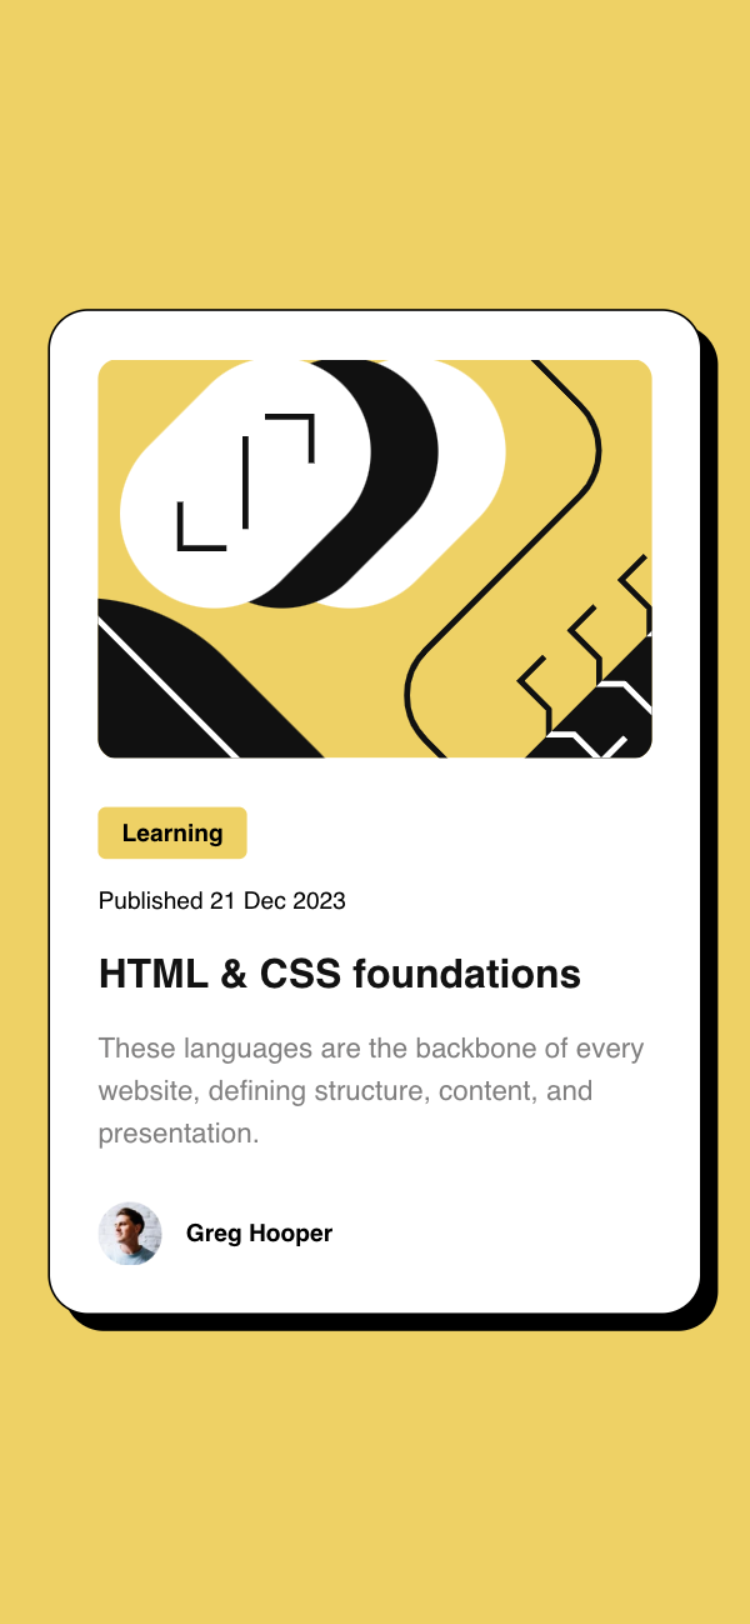 Learning
Published 21 Dec 2023
HTML & CSS foundations
These languages are the backbone of every
website, defining structure, content, and
presentation.
Greg Hooper